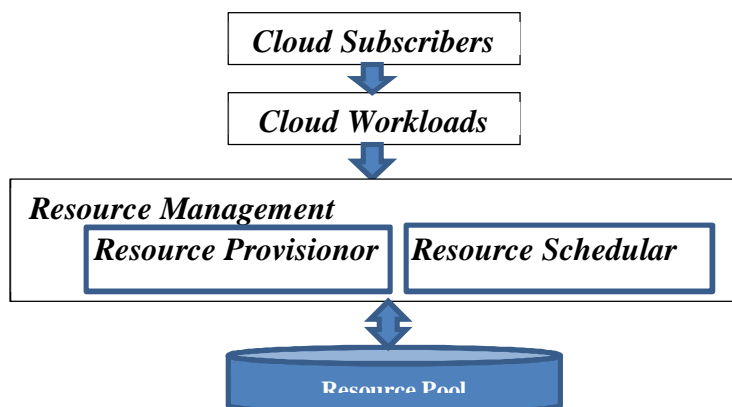 Cloud Subscribers
Cloud Workloads
Resource Management
Resource Provisionor
Resource Schedular
Resource Pool